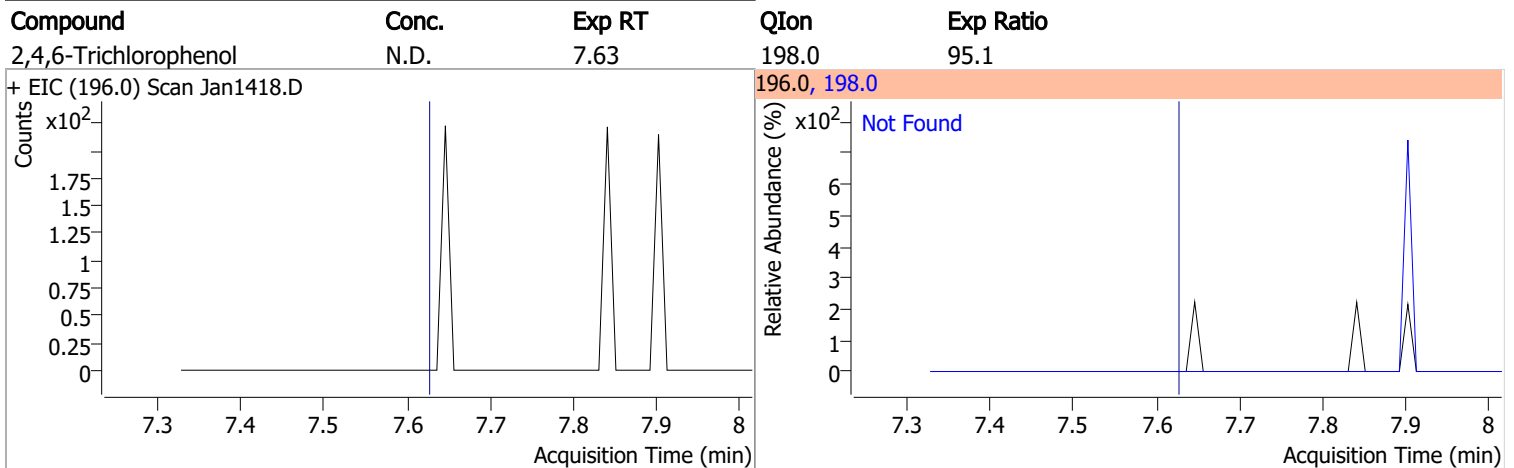 Compound Conc. Exp RT QIon Exp Ratio
2,4,6-Trichlorophenol N.D. 7.63 198.0 95.1
+ EIC (196.0) Scan Jan1418.D
Counts
x10²
1.75
1.5
1.25
1
0.75
0.5
0.25
0
7.3 7.4 7.5 7.6 7.7 7.8 7.9 8
Acquisition Time (min)
196.0, 198.0
Relative Abundance (%)
x10²
Not Found
6
5
4
3
2
1
0
7.3 7.4 7.5 7.6 7.7 7.8 7.9 8
Acquisition Time (min)